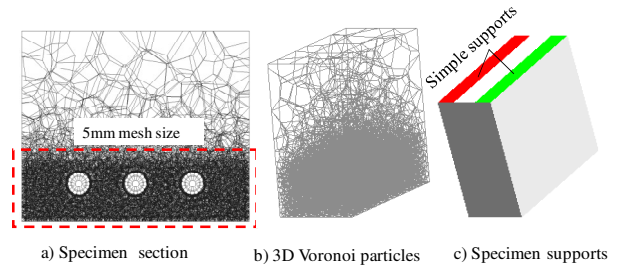 Simple supports
5mm mesh size
a) Specimen section
b) 3D Voronoi particles
c) Specimen supports